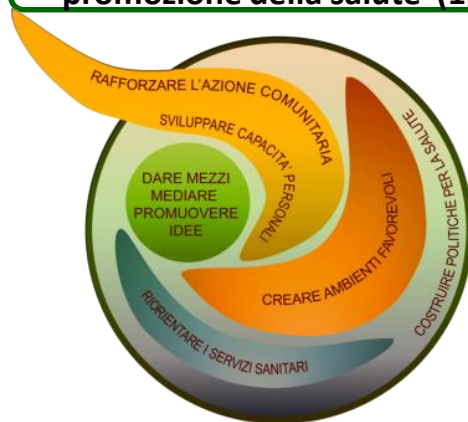 promozione della salute (1
RAFFORZARE L'AZIONE COMUNITARIA
SVILUPPARE CAPACITA' PERSONALI
DARE MEZZI
MEDIARE
PROMUOVERE
IDEE
CREARE AMBIENTI FAVOREVOLI
COSTRUIRE POLITICHE PER LA SALUTE
RIORIENTARE I SERVIZI SANITARI